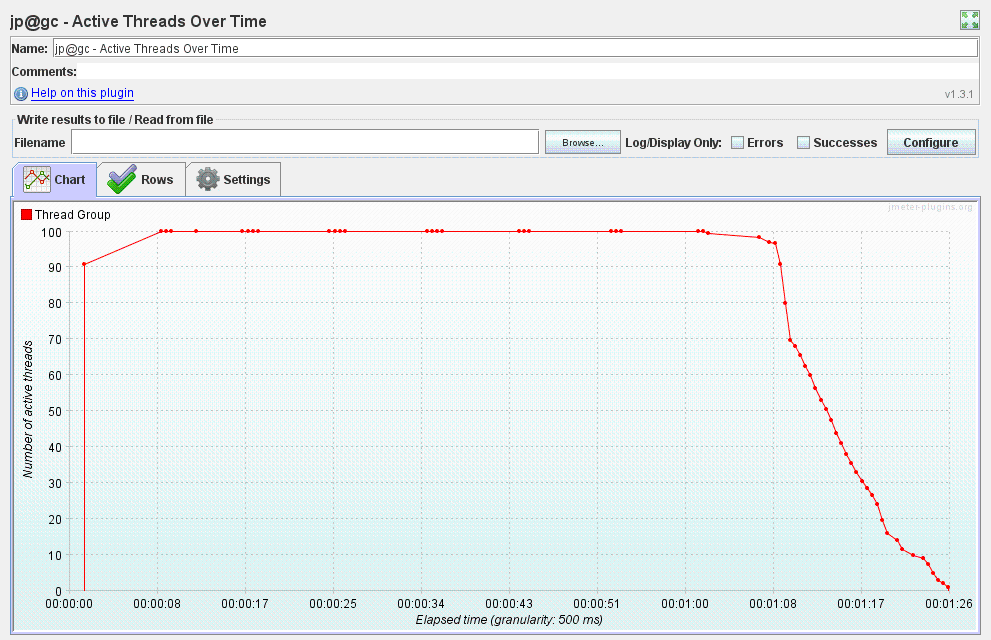 jp@gc - Active Threads Over Time
Name: jp@gc - Active Threads Over Time
Comments:
Help on this plugin
v1.3.1
Write results to file / Read from file
Filename Browse... Log/Display Only: Errors Successes Configure
Chart Rows Settings
jmeter-plugins.org
Thread Group
100
90
80
70
60
50
40
30
20
10
0
Number of active threads
00:00:00 00:00:08 00:00:17 00:00:25 00:00:34 00:00:43 00:00:51 00:01:00 00:01:08 00:01:17 00:01:26
Elapsed time (granularity: 500 ms)